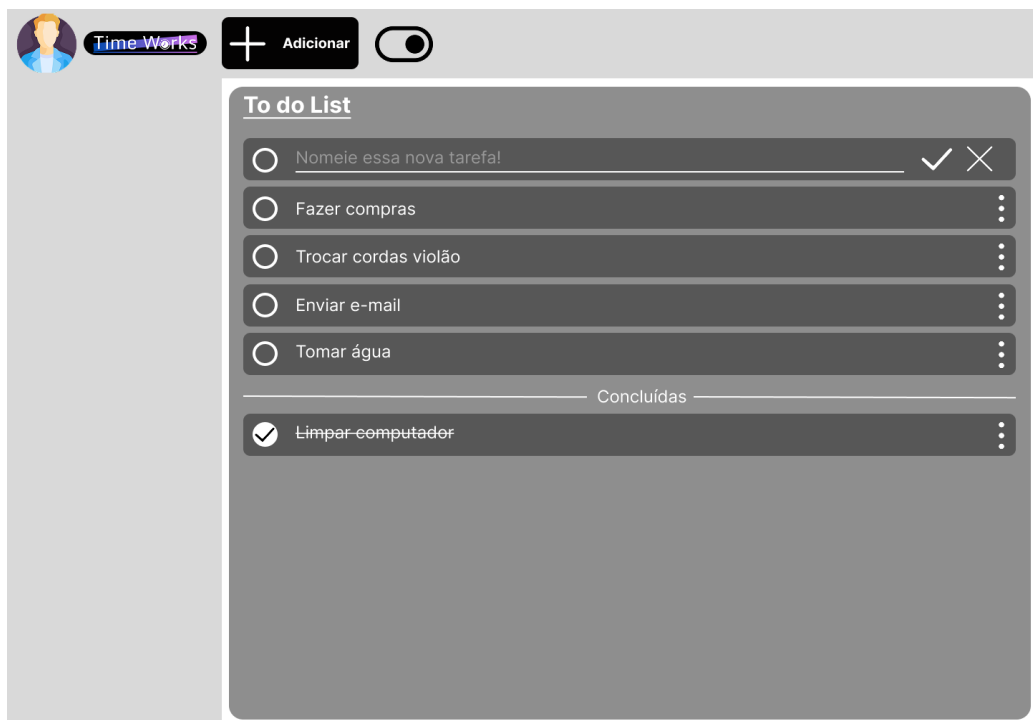 Time Works
Adicionar
To do List
Nomeie essa nova tarefa!
Fazer compras
Trocar cordas violão
Enviar e-mail
Tomar água
Concluídas
Limpar computador